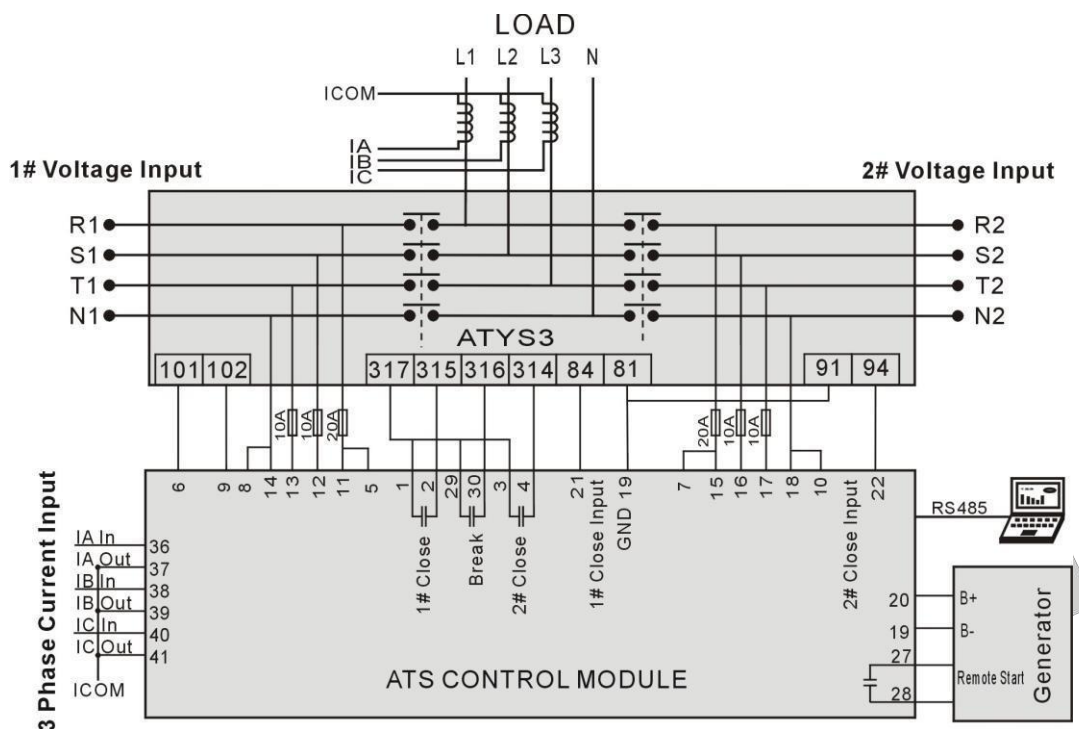 LOAD
L1 L2 L3 N
ICOM
IA
IB
IC
1# Voltage Input
2# Voltage Input
R1
S1
T1
N1
R2
S2
T2
N2
ATYS3
101 102 317 315 316 314 84 81 91 94
10A 10A 20A 20A 10A 10A
6 9 8 14 13 12 11 5 1 2 29 30 3 4 21 19 7 15 16 17 18 10 22
1# Close
Break
2# Close
1# Close Input
GND
2# Close Input
RS485
3 Phase Current Input
IA In 36
IA Out 37
IB In 38
IB Out 39
IC In 40
IC Out 41
ICOM
ATS CONTROL MODULE
20 B+
19 B-
27
Remote Start
28
Generator